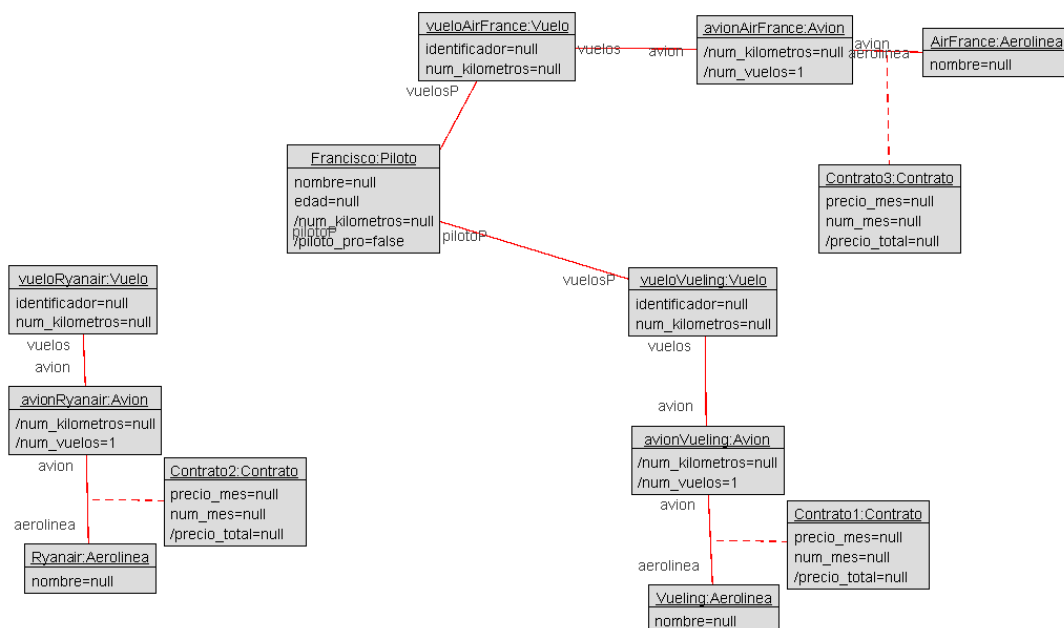 vueloAirFrance:Vuelo
identificador=null
num_kilometros=null
vuelos
avion
avionAirFrance:Avion
/num_kilometros=null
/num_vuelos=1
avion
aerolinea
AirFrance:Aerolinea
nombre=null
vuelosP
Francisco:Piloto
nombre=null
edad=null
/num_kilometros=null
/piloto_pro=false
pilotoP
pilotoP
Contrato3:Contrato
precio_mes=null
num_mes=null
/precio_total=null
vuelosP
vueloRyanair:Vuelo
identificador=null
num_kilometros=null
vuelos
avion
vueloVueling:Vuelo
identificador=null
num_kilometros=null
vuelos
avion
avionRyanair:Avion
/num_kilometros=null
/num_vuelos=1
avion
Contrato2:Contrato
precio_mes=null
num_mes=null
/precio_total=null
aerolinea
Ryanair:Aerolinea
nombre=null
avionVueling:Avion
/num_kilometros=null
/num_vuelos=1
avion
Contrato1:Contrato
precio_mes=null
num_mes=null
/precio_total=null
aerolinea
Vueling:Aerolinea
nombre=null